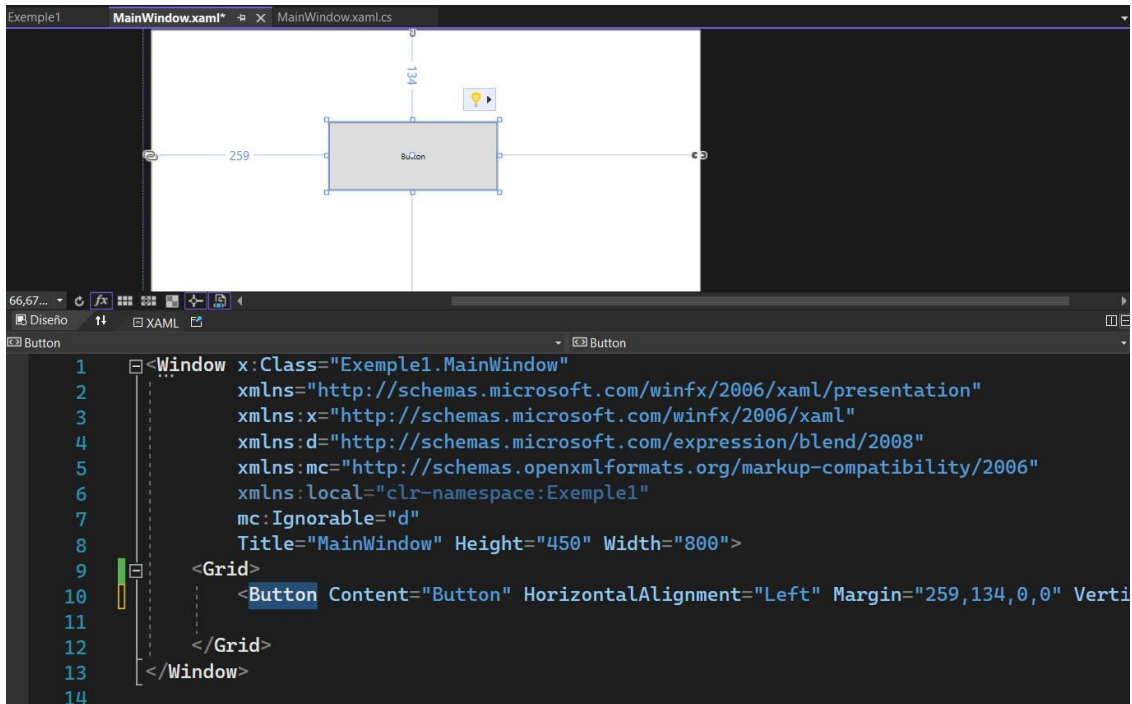 Exemple1 MainWindow.xaml* MainWindow.xaml.cs
134
259 Button
66,67... fx
Diseño XAML
Button Button
1 <Window x:Class="Exemple1.MainWindow"
2 xmlns="http://schemas.microsoft.com/winfx/2006/xaml/presentation"
3 xmlns:x="http://schemas.microsoft.com/winfx/2006/xaml"
4 xmlns:d="http://schemas.microsoft.com/expression/blend/2008"
5 xmlns:mc="http://schemas.openxmlformats.org/markup-compatibility/2006"
6 xmlns:local="clr-namespace:Exemple1"
7 mc:Ignorable="d"
8 Title="MainWindow" Height="450" Width="800">
9 <Grid>
10 <Button Content="Button" HorizontalAlignment="Left" Margin="259,134,0,0" Verti
11
12 </Grid>
13 </Window>
14